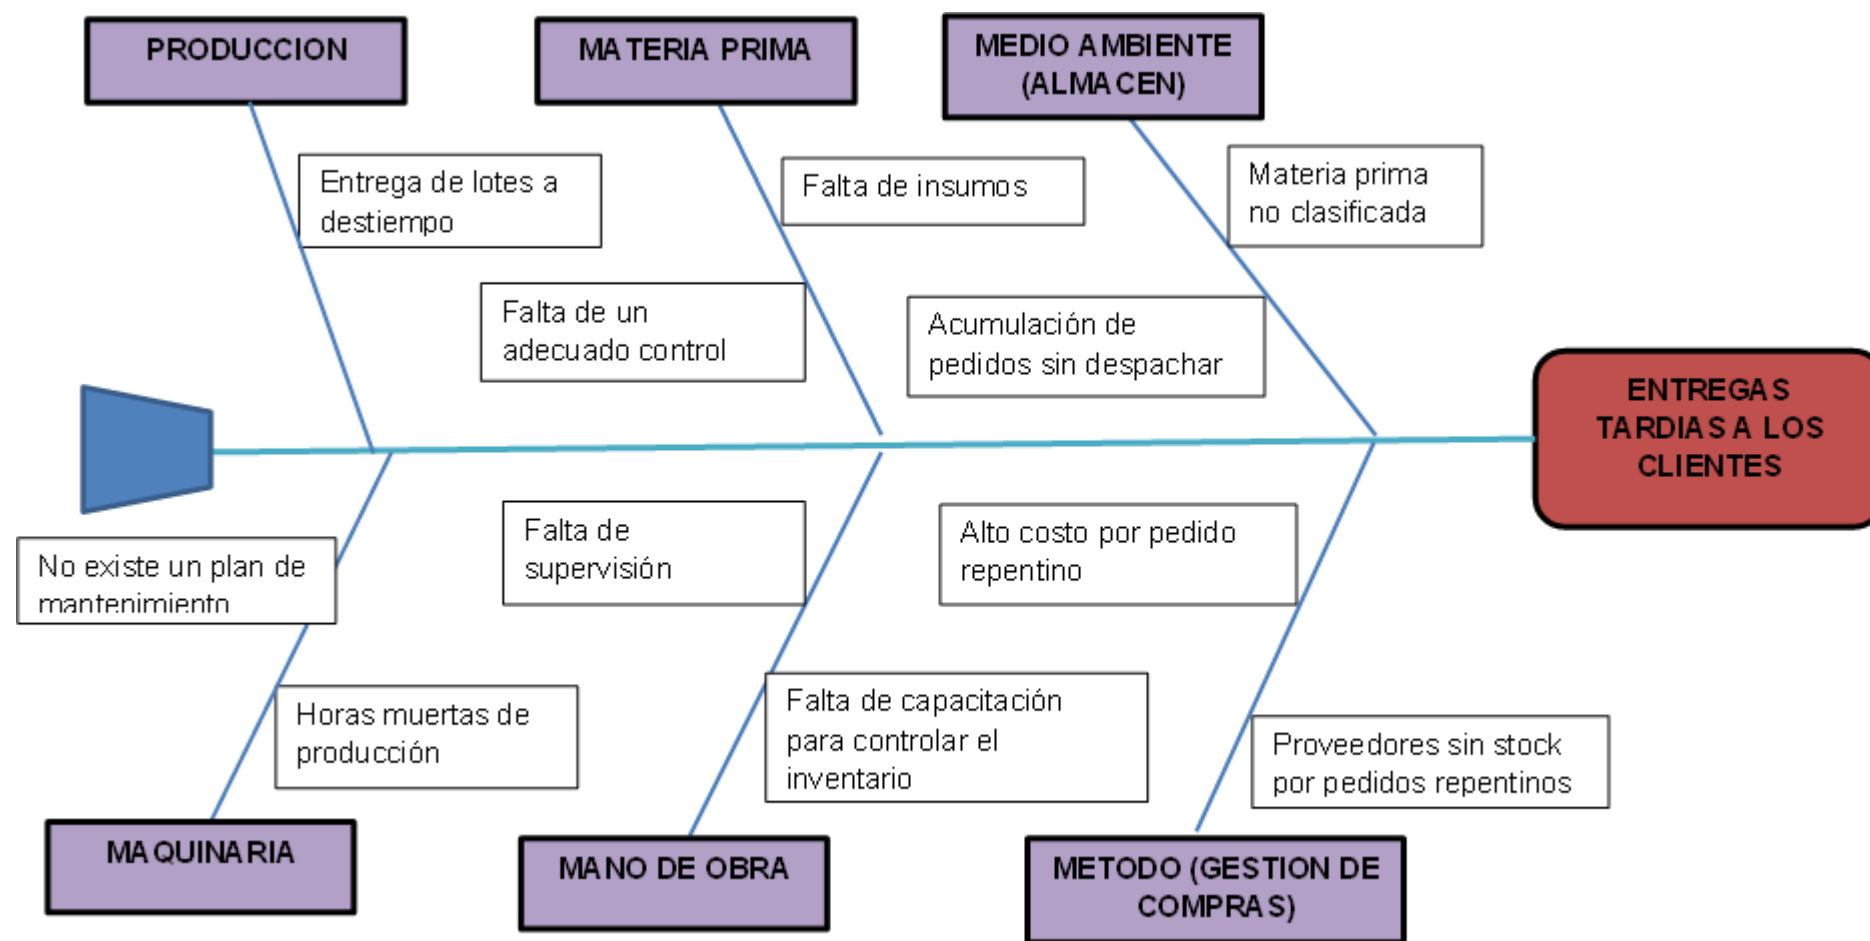 PRODUCCION
MATERIA PRIMA
MEDIO AMBIENTE
(ALMACEN)
Entrega de lotes a
destiempo
Falta de insumos
Materia prima
no clasificada
Falta de un
adecuado control
Acumulación de
pedidos sin despachar
ENTREGAS
TARDIAS A LOS
CLIENTES
No existe un plan de
mantenimiento
Falta de
supervisión
Alto costo por pedido
repentino
Horas muertas de
producción
Falta de capacitación
para controlar el
inventario
Proveedores sin stock
por pedidos repentinos
MAQUINARIA
MANO DE OBRA
METODO (GESTION DE
COMPRAS)